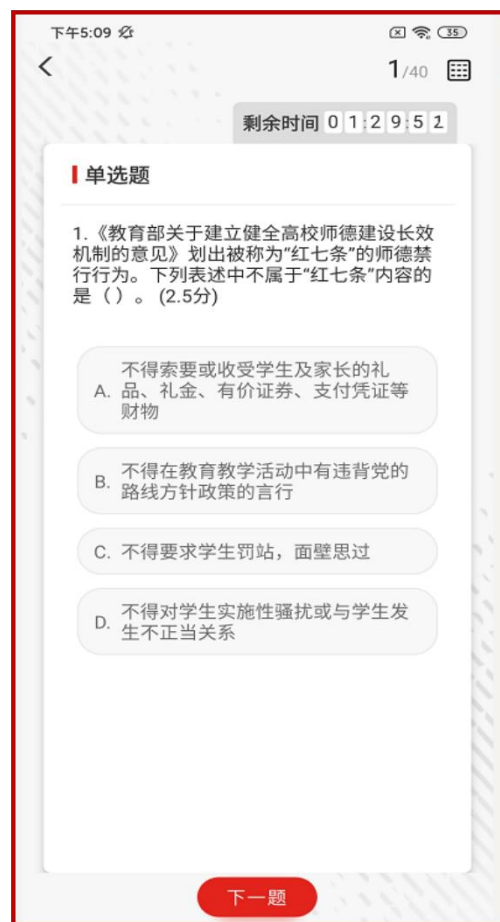 下午5:09
35
1/40
剩余时间 01:29:52
单选题
1.《教育部关于建立健全高校师德建设长效
机制的意见》划出被称为“红七条”的师德禁
行行为。下列表述中不属于“红七条”内容的
是（ ）。 (2.5分)
不得索要或收受学生及家长的礼
A. 品、礼金、有价证券、支付凭证等
财物
B. 不得在教育教学活动中有违背党的
路线方针政策的言行
C. 不得要求学生罚站，面壁思过
D. 不得对学生实施性骚扰或与学生发
生不正当关系
下一题